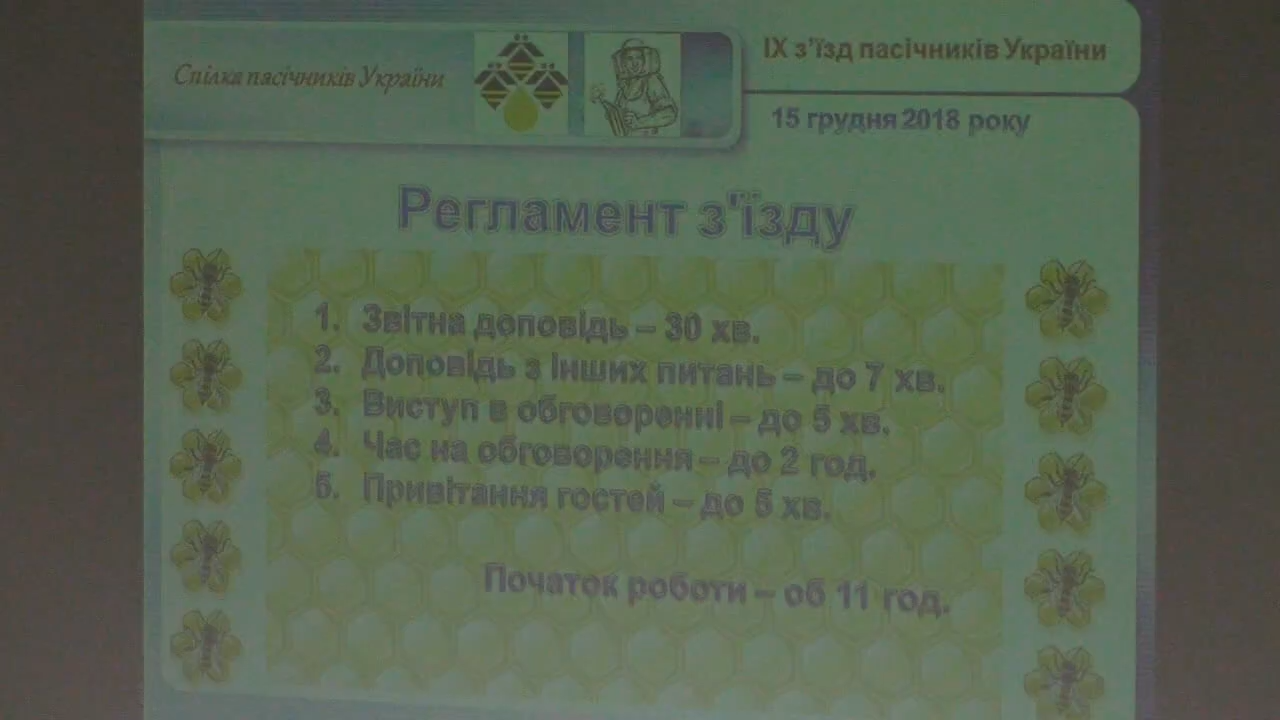 Спілка пасічників України
ІХ з'їзд пасічників України
15 грудня 2018 року
Регламент з'їзду
1. Звітна доповідь – 30 хв.
2. Доповідь з інших питань – до 7 хв.
3. Виступ в обговоренні – до 5 хв.
4. Час на обговорення – до 2 год.
5. Привітання гостей – до 5 хв.
Початок роботи – об 11 год.